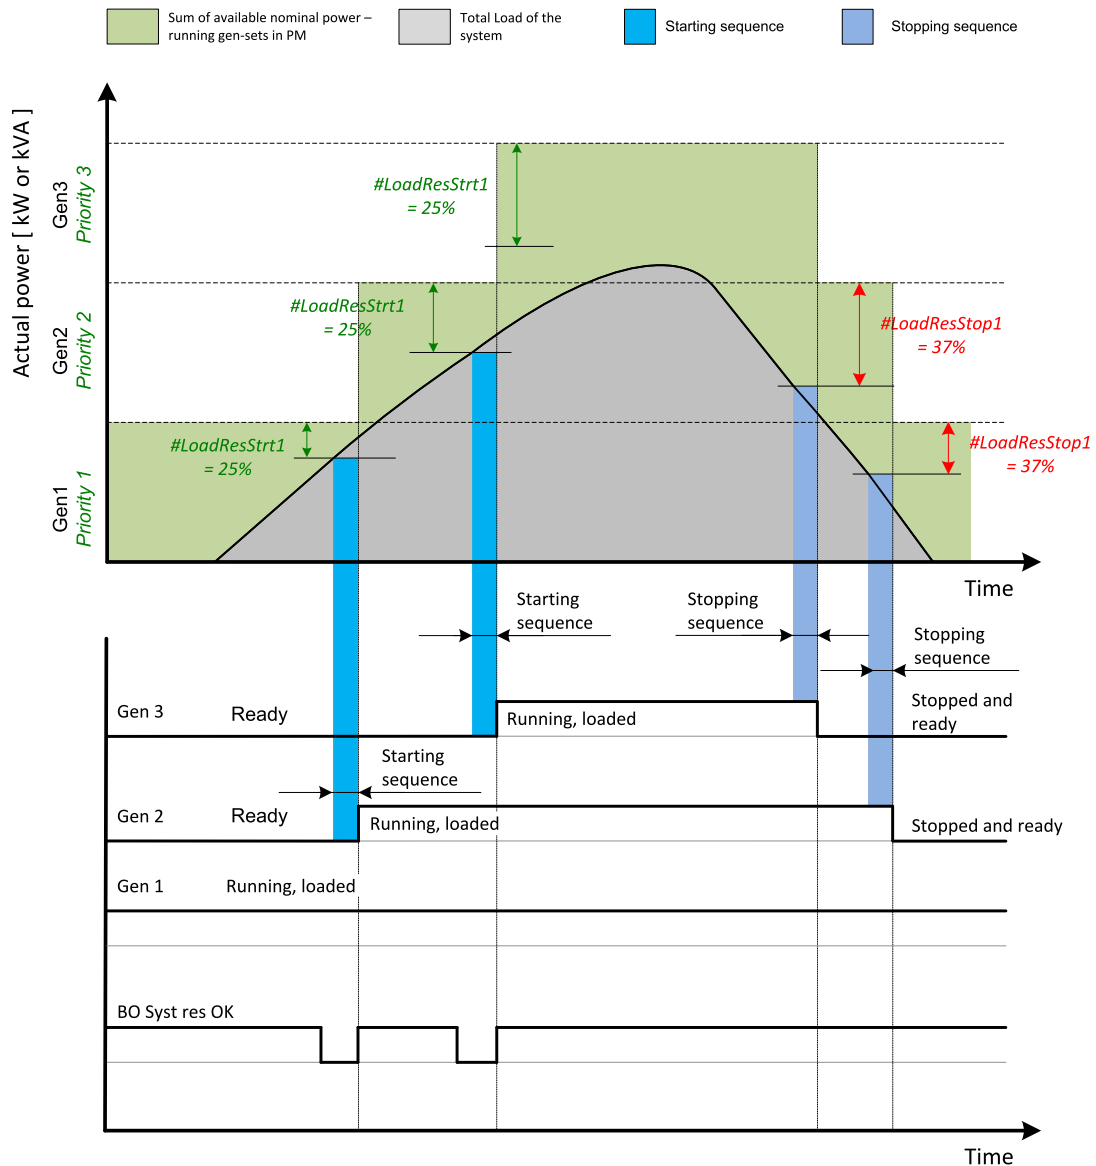 Sum of available nominal power –
running gen-sets in PM
Total Load of the
system
Starting sequence
Stopping sequence
Actual power [ kW or kVA ]
Gen3
Priority 3
#LoadResStrt1
= 25%
Gen2
Priority 2
#LoadResStrt1
= 25%
#LoadResStop1
= 37%
Gen1
Priority 1
#LoadResStrt1
= 25%
#LoadResStop1
= 37%
Time
Starting
sequence
Stopping
sequence
Stopping
sequence
Gen 3
Ready
Running, loaded
Stopped and
ready
Starting
sequence
Gen 2
Ready
Running, loaded
Stopped and ready
Gen 1
Running, loaded
BO Syst res OK
Time